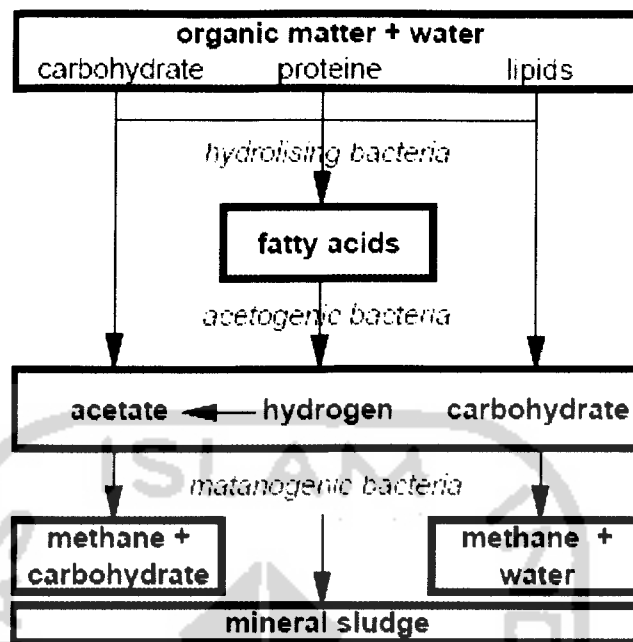 organic matter + water
carbohydrate proteine lipids
hydrolising bacteria
fatty acids
acetogenic bacteria
acetate hydrogen carbohydrate
ISLAM
matanogenic bacteria
methane +
carbohydrate
methane +
water
mineral sludge